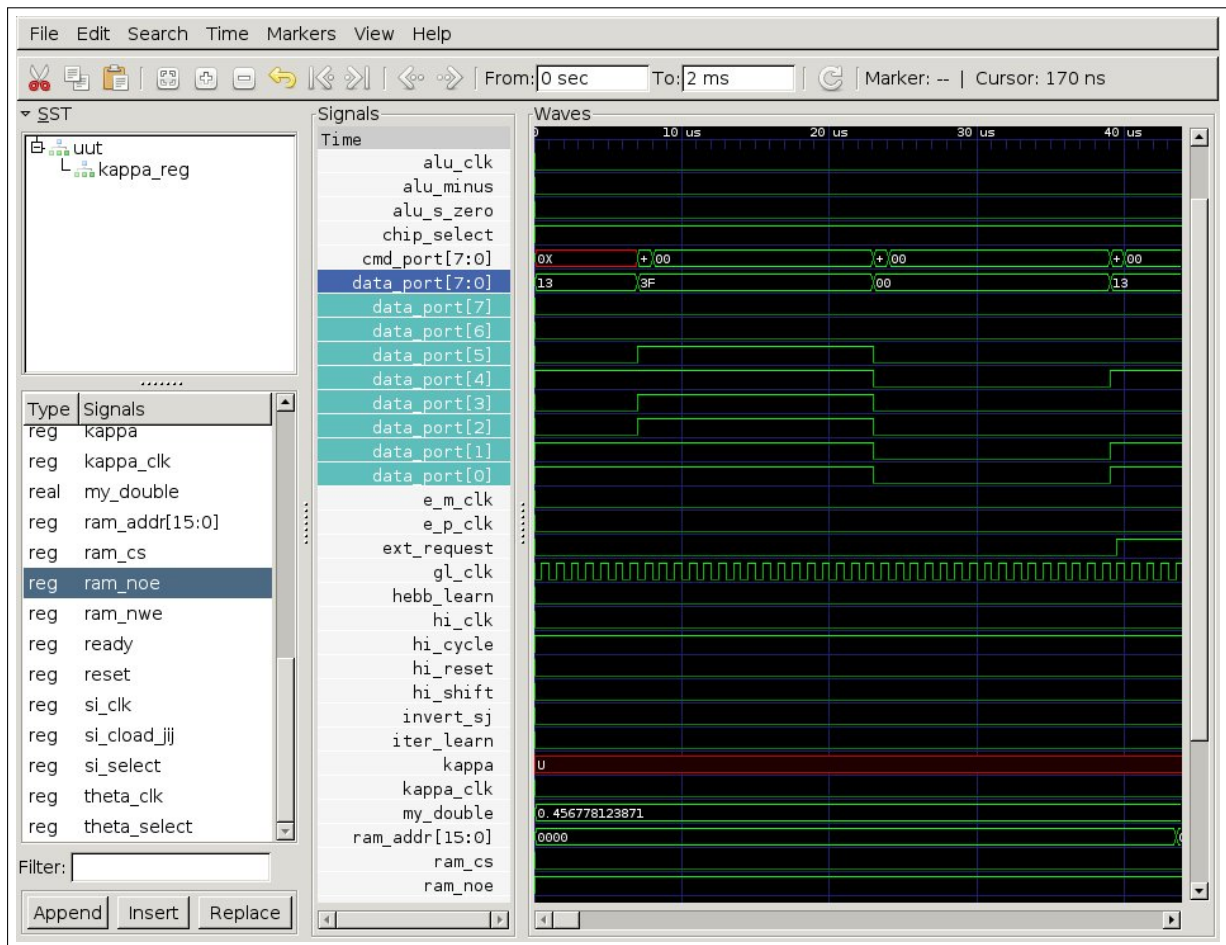 File Edit Search Time Markers View Help
From: 0 sec To: 2 ms Marker: -- | Cursor: 170 ns
SST
uut
kappa_reg
Type Signals
reg kappa
reg kappa_clk
real my_double
reg ram_addr[15:0]
reg ram_cs
reg ram_noe
reg ram_nwe
reg ready
reg reset
reg si_clk
reg si_cload_jij
reg si_select
reg theta_clk
reg theta_select
Filter:
Append Insert Replace
Signals
Time
alu_clk
alu_minus
alu_s_zero
chip_select
cmd_port[7:0]
data_port[7:0]
data_port[7]
data_port[6]
data_port[5]
data_port[4]
data_port[3]
data_port[2]
data_port[1]
data_port[0]
e_m_clk
e_p_clk
ext_request
gl_clk
hebb_learn
hi_clk
hi_cycle
hi_reset
hi_shift
invert_sj
iter_learn
kappa
kappa_clk
my_double
ram_addr[15:0]
ram_cs
ram_noe
Waves
10 us 20 us 30 us 40 us
0X + 00 + 00 + 00
13 3F 00 13
U
0.456778123871
0000